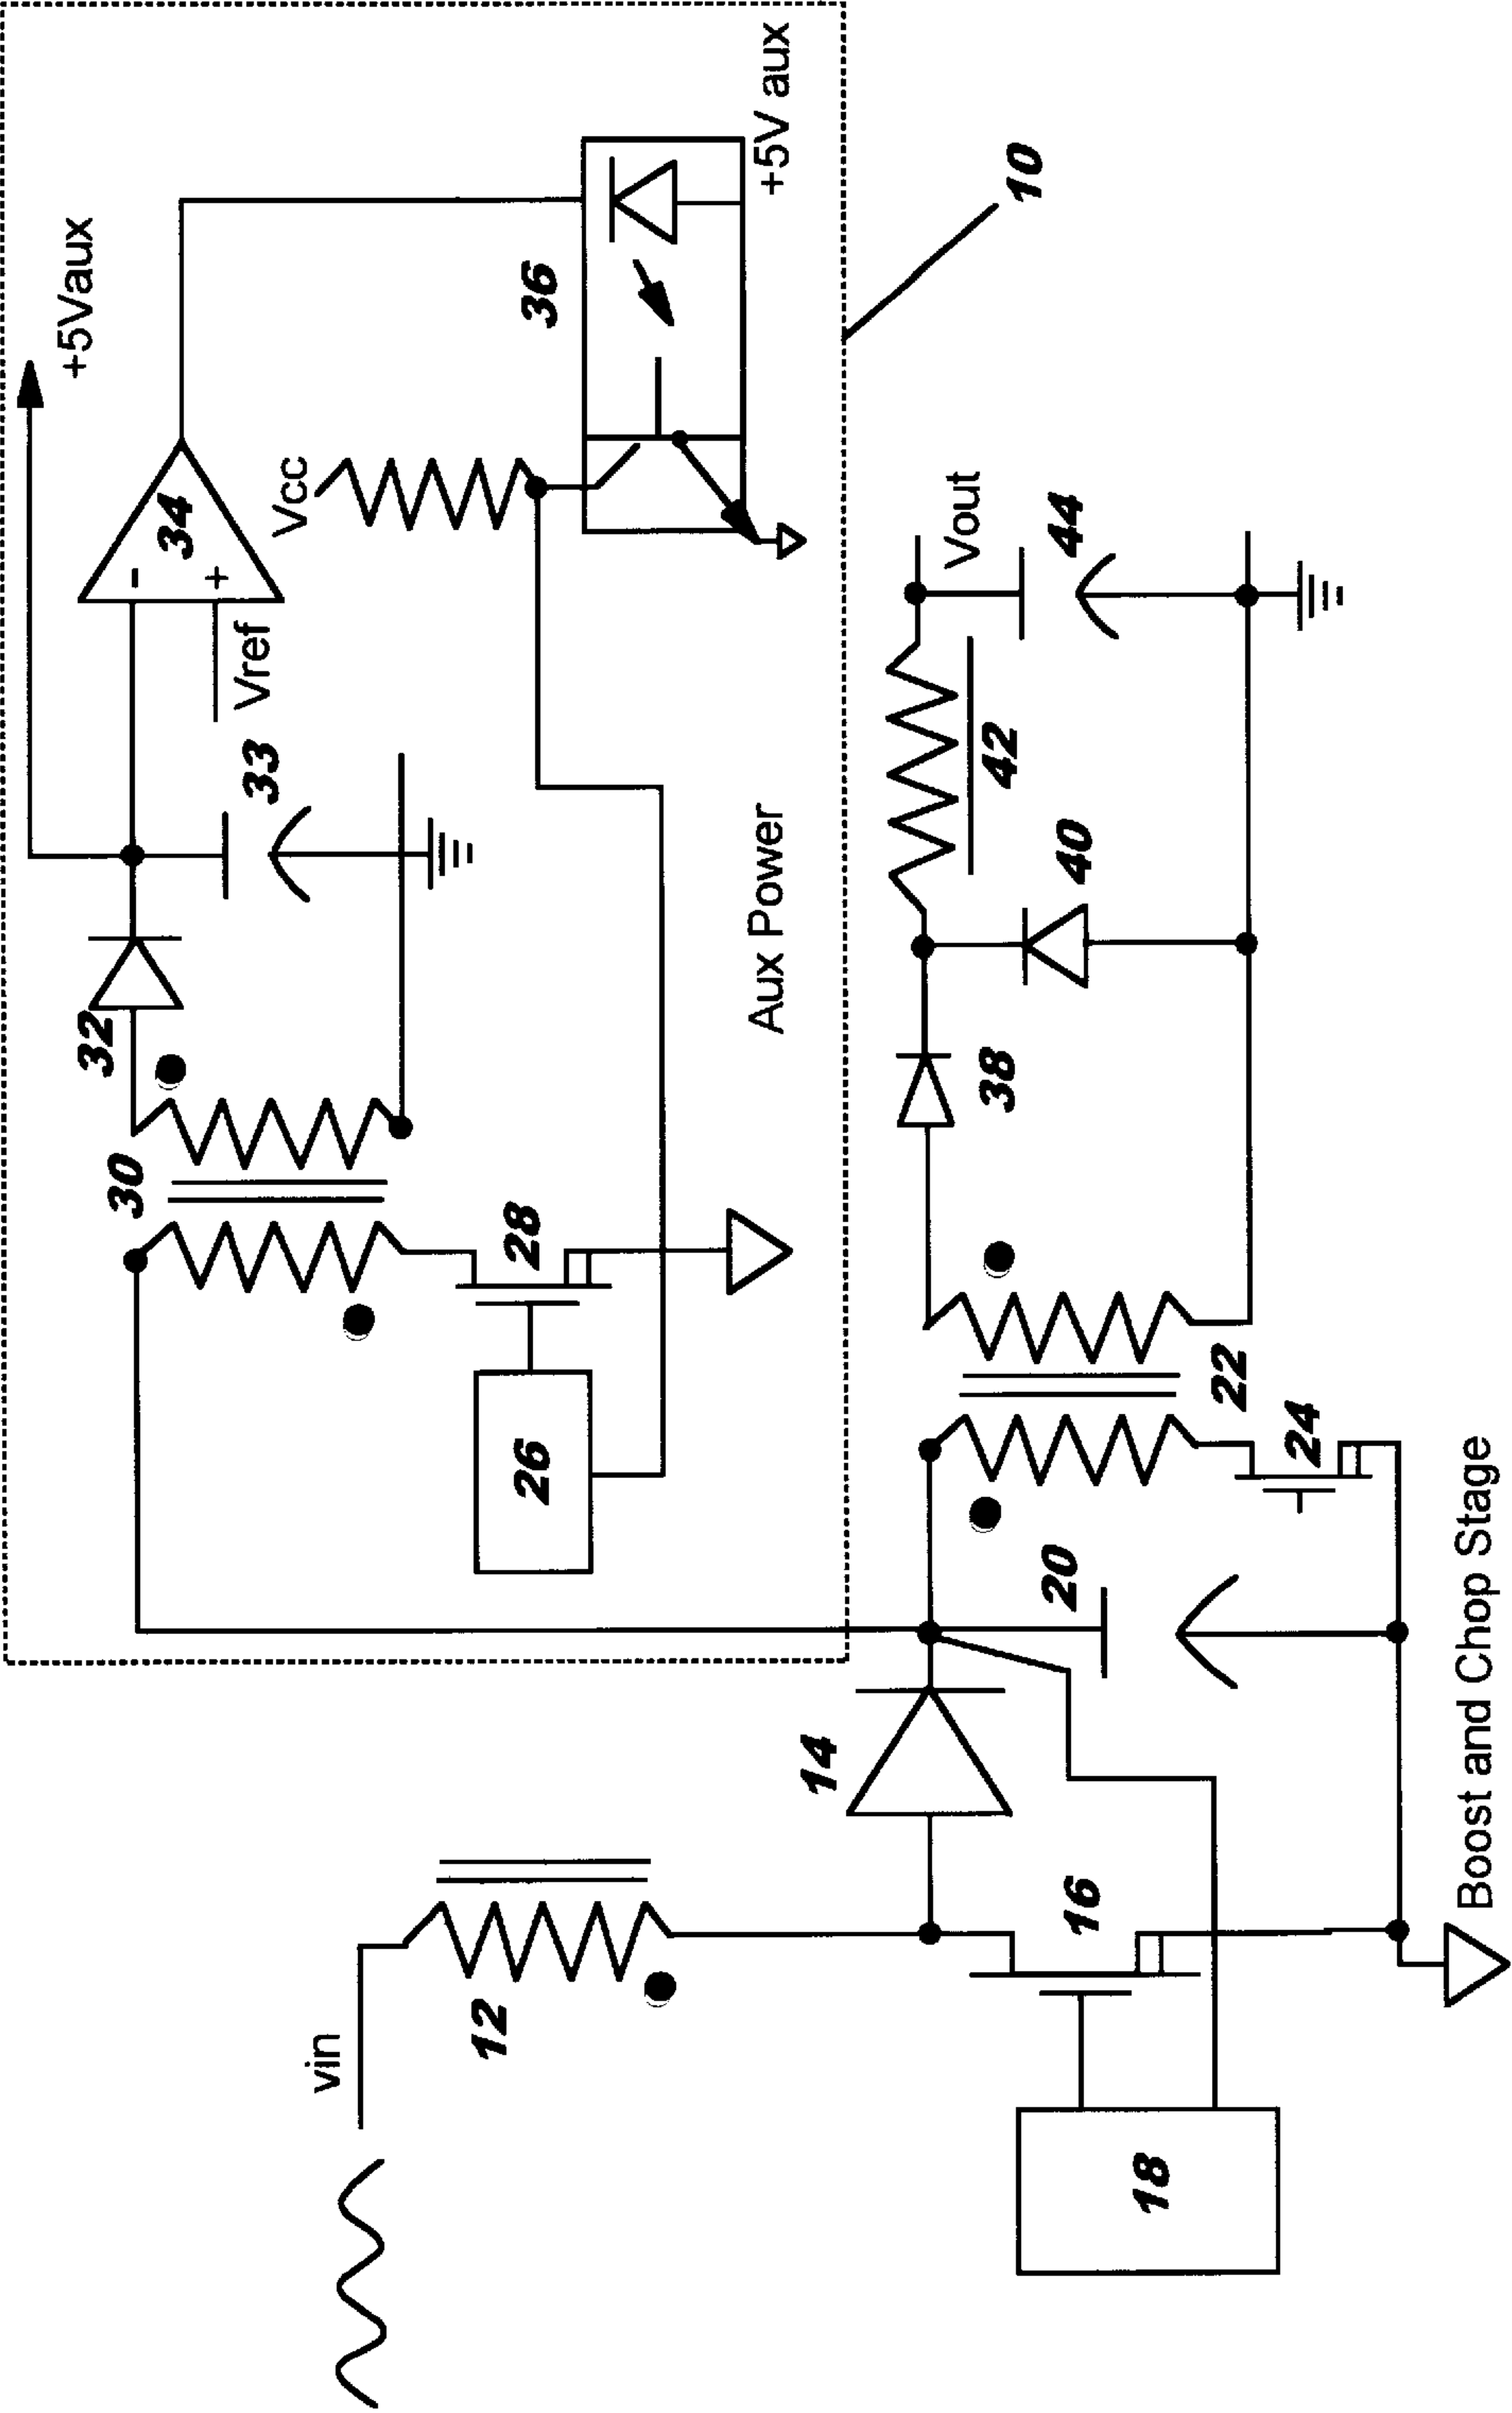 +5Vaux
34
-
+
Vref
Vcc
33
32
30
36
+5V aux
28
26
Aux Power
10
vin
12
14
Vout
44
42
40
38
22
24
20
16
18
Boost and Chop Stage